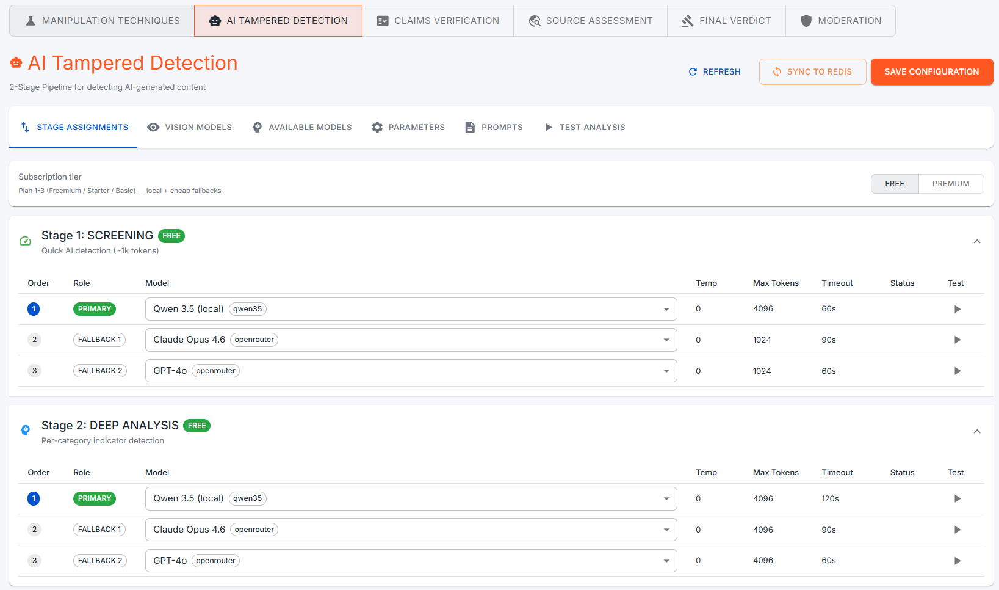 MANIPULATION TECHNIQUES AI TAMPERED DETECTION CLAIMS VERIFICATION SOURCE ASSESSMENT FINAL VERDICT MODERATION
AI Tampered Detection
2-Stage Pipeline for detecting AI-generated content
REFRESH SYNC TO REDIS SAVE CONFIGURATION
STAGE ASSIGNMENTS VISION MODELS AVAILABLE MODELS PARAMETERS PROMPTS TEST ANALYSIS
Subscription tier
Plan 1-3 (Freemium / Starter / Basic) — local + cheap fallbacks
FREE PREMIUM
Stage 1: SCREENING FREE
Quick AI detection (~1k tokens)
Order Role Model Temp Max Tokens Timeout Status Test
1 PRIMARY Qwen 3.5 (local) qwen35 0 4096 60s
2 FALLBACK 1 Claude Opus 4.6 openrouter 0 1024 90s
3 FALLBACK 2 GPT-4o openrouter 0 1024 60s
Stage 2: DEEP ANALYSIS FREE
Per-category indicator detection
Order Role Model Temp Max Tokens Timeout Status Test
1 PRIMARY Qwen 3.5 (local) qwen35 0 4096 120s
2 FALLBACK 1 Claude Opus 4.6 openrouter 0 4096 90s
3 FALLBACK 2 GPT-4o openrouter 0 4096 60s